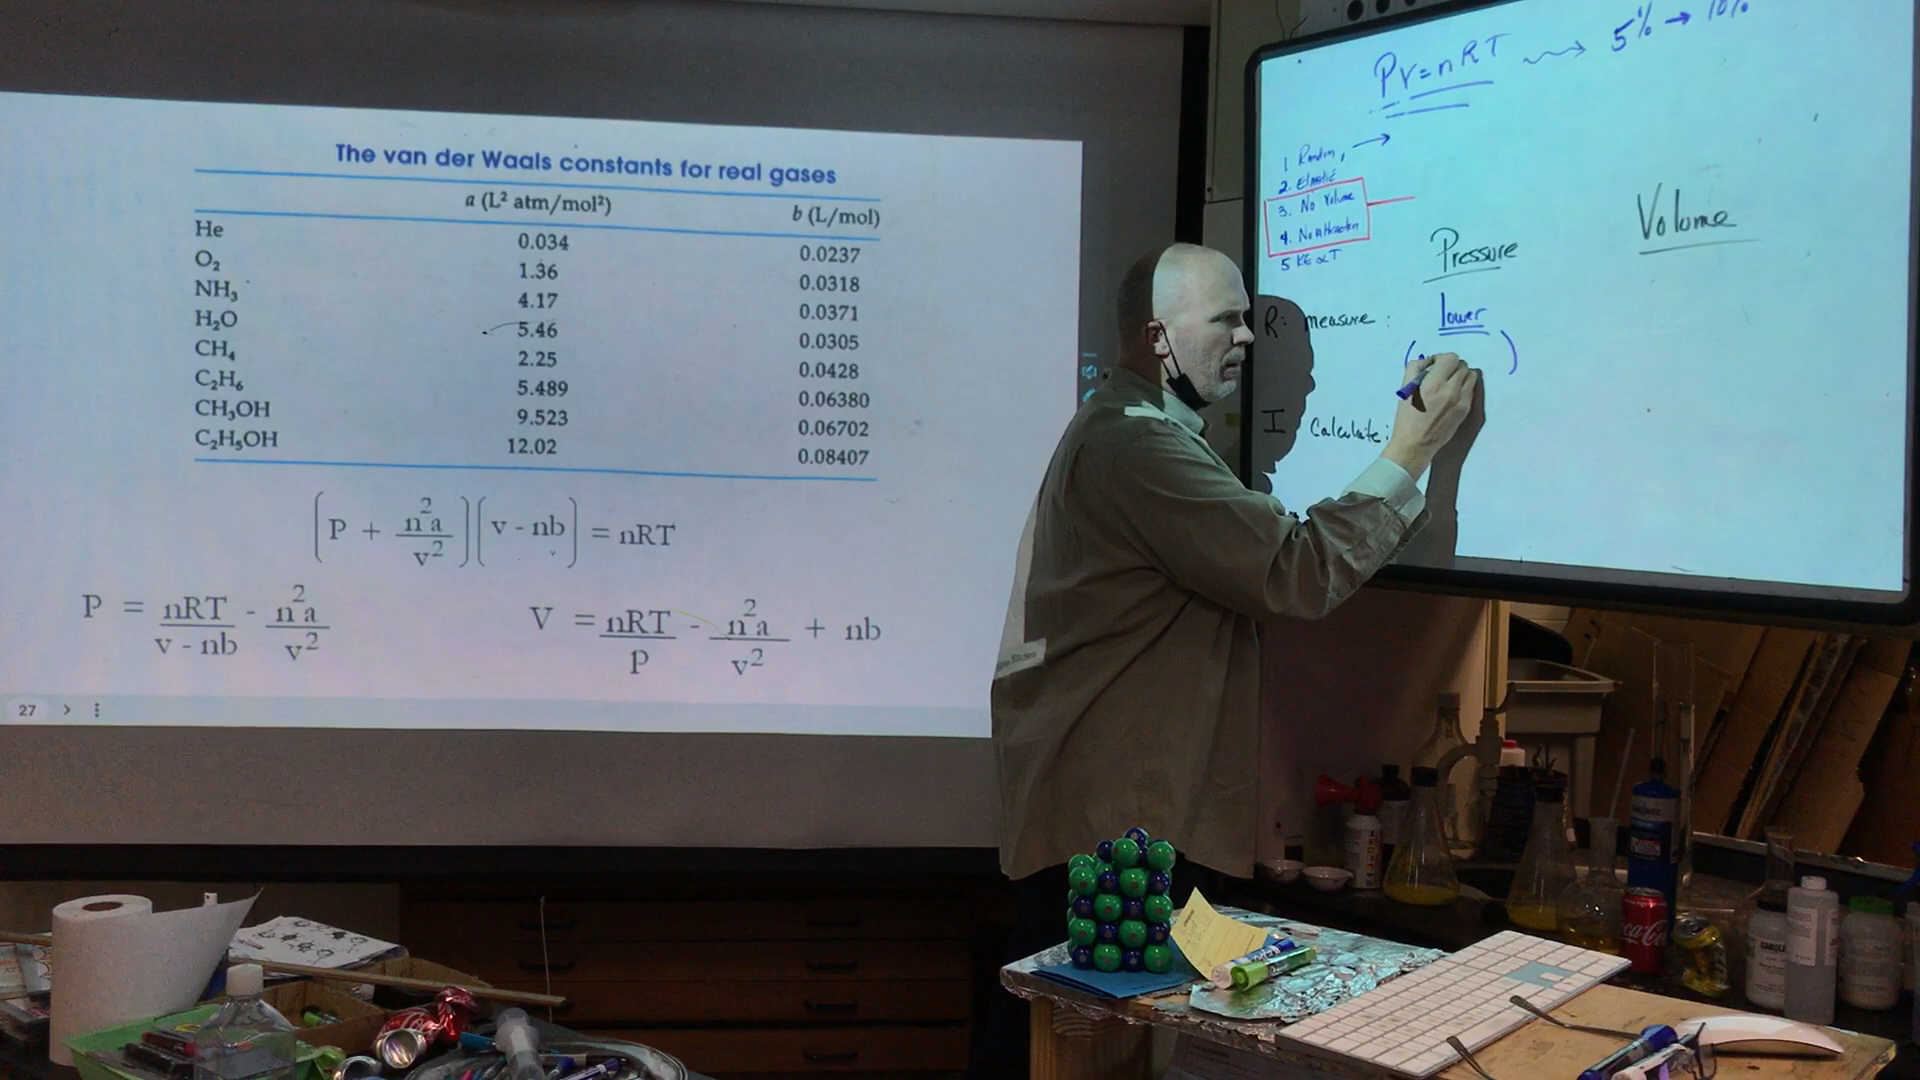 The van der Waals constants for real gases
a (L² atm/mol²) b (L/mol)
He 0.034 0.0237
O₂ 1.36 0.0318
NH₃ 4.17 0.0371
H₂O 5.46 0.0305
CH₄ 2.25 0.0428
C₂H₆ 5.489 0.06380
CH₃OH 9.523 0.06702
C₂H₅OH 12.02 0.08407
(P + n²a/v²)(v - nb) = nRT
P = nRT/(v - nb) - n²a/v²
V = nRT/p - n²a/v² + nb
27
PV=nRT → 5% → 10%
1 Random, →
2. Elastic
3. No Volume
4. No Attraction
5 KE α T
Pressure
Volume
R: measure: lower
( )
I Calculate:
Coca-Cola